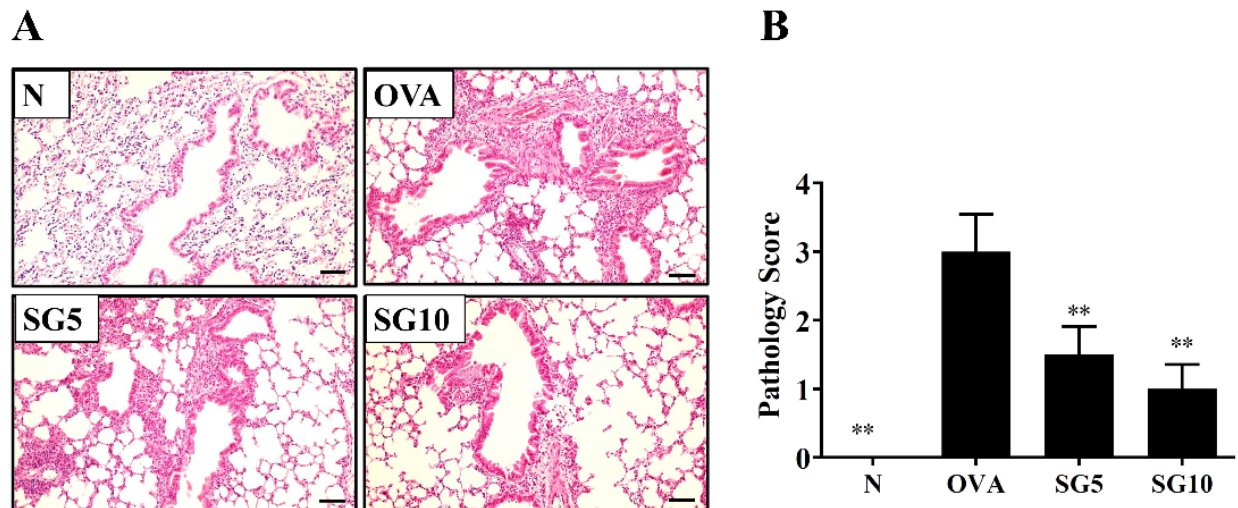 A
B
N
OVA
SG5
SG10
Pathology Score
4
3
2
1
0
**
**
**
N OVA SG5 SG10